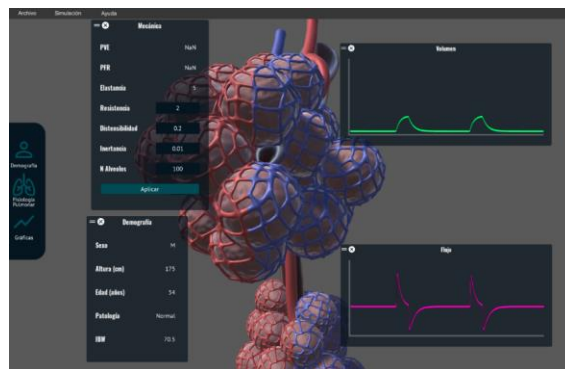 Archivo Simulación Ayuda
Mecánica
PVE NaN
PFR NaN
Elastancia 5
Resistencia 2
Distensibilidad 0.2
Inertancia 0.01
N Alveolos 100
Aplicar
Volumen
Demografía
Fisiología
Pulmonar
Gráficas
Demografía
Sexo M
Altura (cm) 175
Edad (años) 54
Patología Normal
IBW 70.5
Flujo